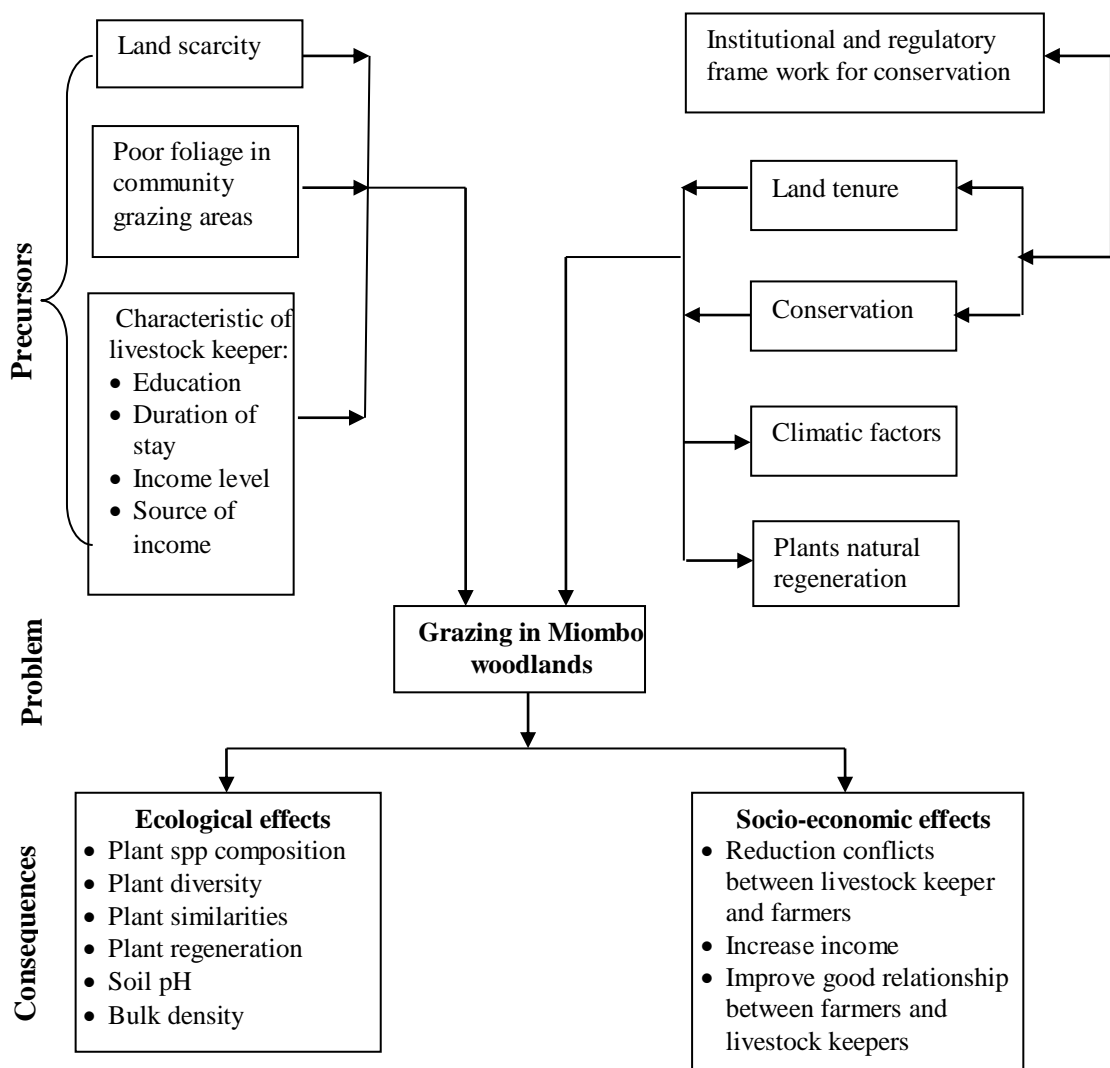 Land scarcity
Institutional and regulatory
frame work for conservation
Poor foliage in
community
grazing areas
Land tenure
Precursors
Characteristic of
livestock keeper:
• Education
• Duration of
stay
• Income level
• Source of
income
Conservation
Climatic factors
Plants natural
regeneration
Problem
Grazing in Miombo
woodlands
Consequences
Ecological effects
• Plant spp composition
• Plant diversity
• Plant similarities
• Plant regeneration
• Soil pH
• Bulk density
Socio-economic effects
• Reduction conflicts
between livestock keeper
and farmers
• Increase income
• Improve good relationship
between farmers and
livestock keepers